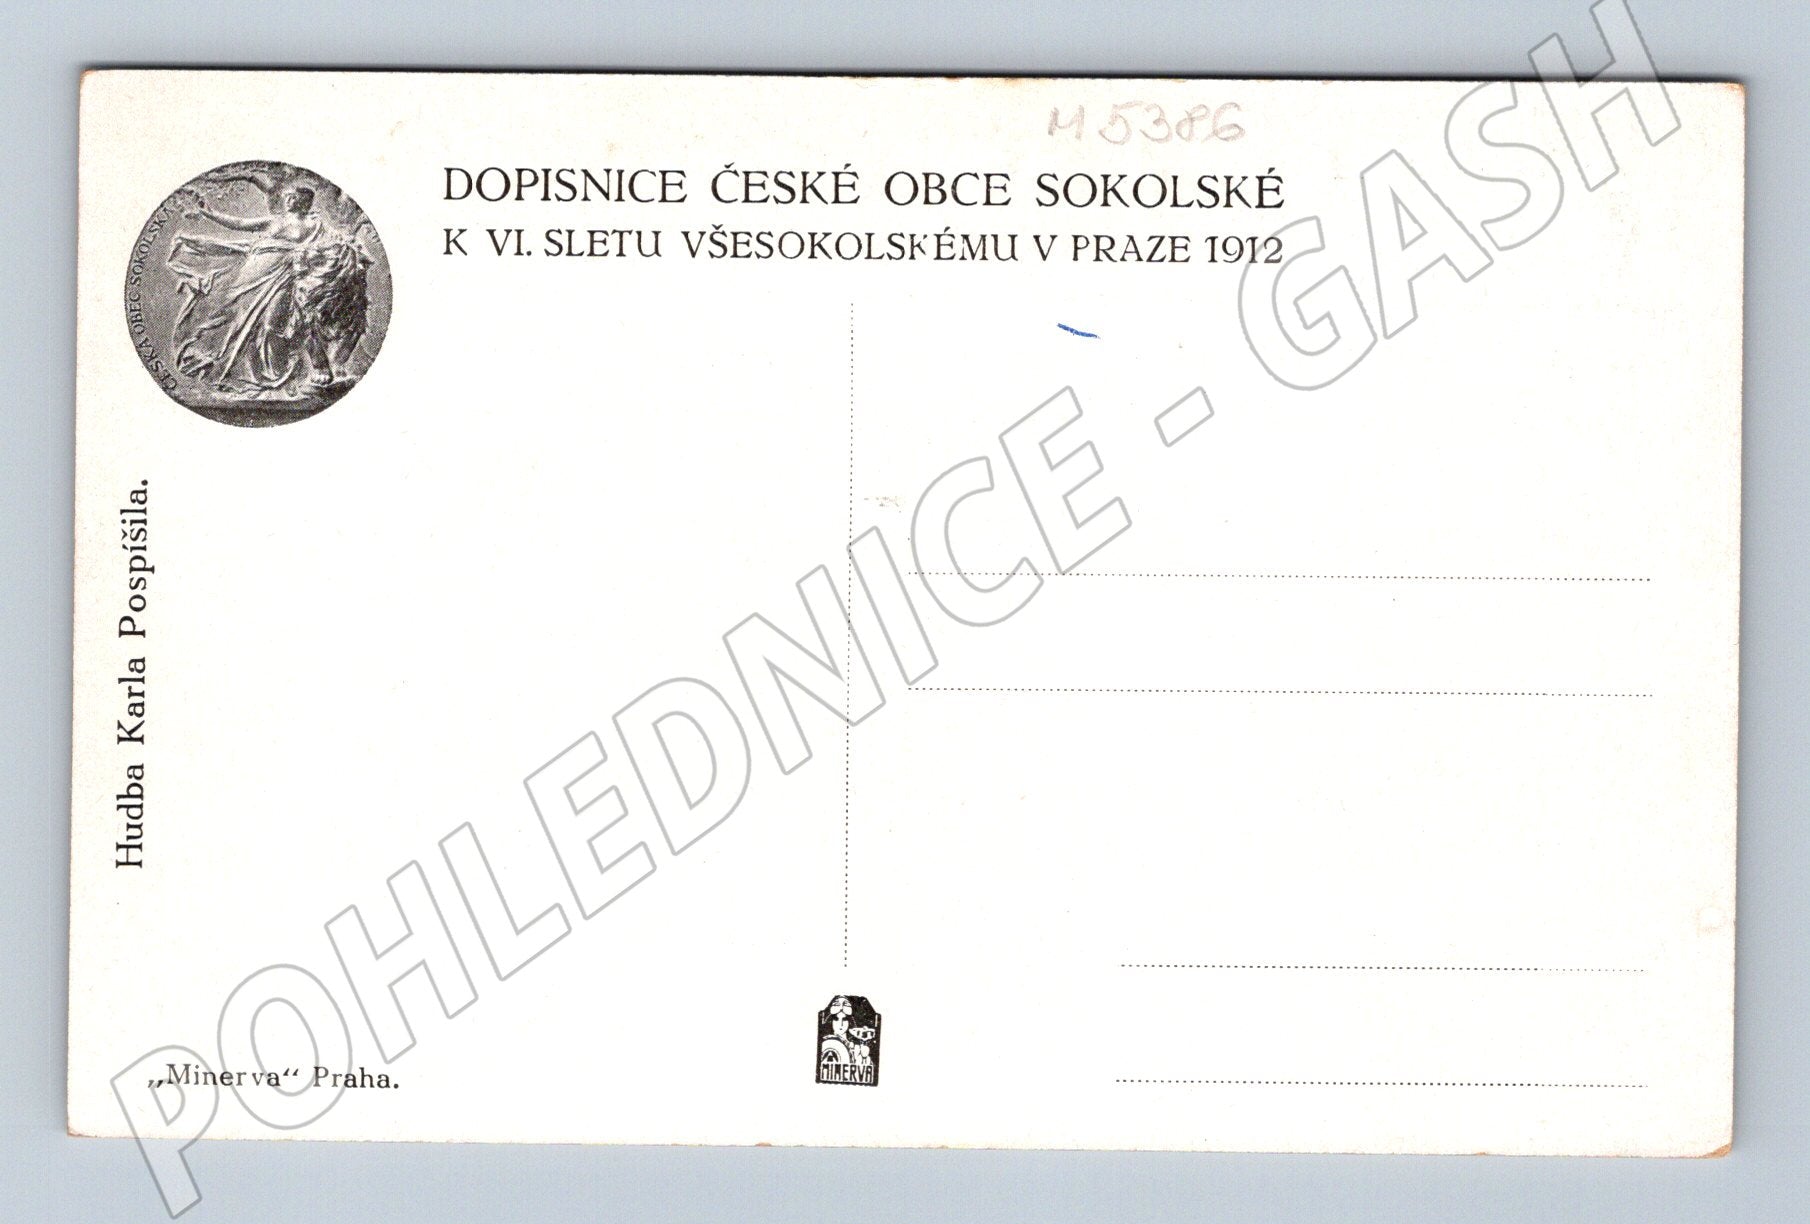 M 5386
DOPISNICE ČESKÉ OBCE SOKOLSKÉ
K VI. SLETU VŠESOKOLSKÉMU V PRAZE 1912
ČESKÁ OBEC SOKOLSKÁ
Hudba Karla Pospíšila.
„Minerva“ Praha.
MINERVA
POHLEDNICE - GASH